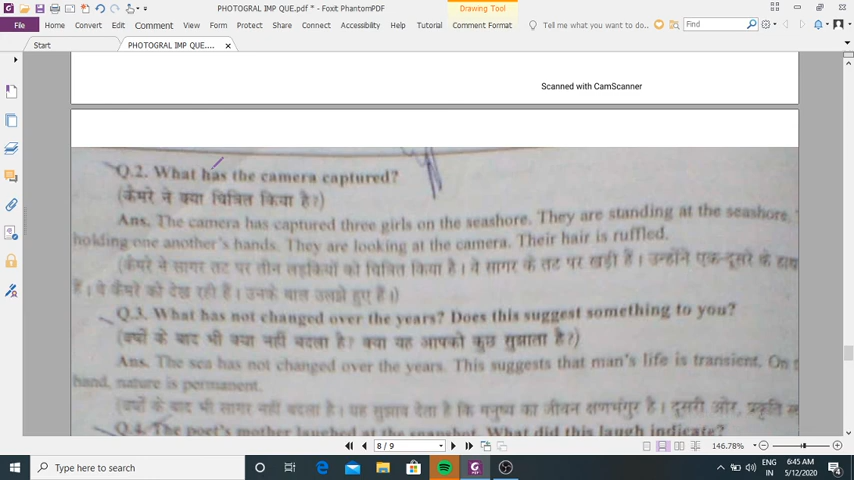 PHOTOGRAL IMP QUE.pdf * - Foxit PhantomPDF
Drawing Tool
File Home Convert Edit Comment View Form Protect Share Connect Accessibility Help Tutorial Comment Format Tell me what you want to do.. Find
Start PHOTOGRAL IMP QUE....
Scanned with CamScanner
Q.2. What has the camera captured?
(कैमरे ने क्या चित्रित किया है?)
Ans. The camera has captured three girls on the seashore. They are standing at the seashore,
holding one another's hands. They are looking at the camera. Their hair is ruffled.
(कैमरे ने सागर तट पर तीन लड़कियों को चित्रित किया है। वे सागर के तट पर खड़ी हैं। उन्होंने एक-दूसरे के हाथ
हैं। वे कैमरे को देख रही हैं। उनके बाल उलझे हुए हैं।)
Q.3. What has not changed over the years? Does this suggest something to you?
(वर्षों के बाद भी क्या नहीं बदला है? क्या यह आपको कुछ सुझाता है?)
Ans. The sea has not changed over the years. This suggests that man's life is transient. On
hand, nature is permanent.
(वर्षों के बाद भी सागर नहीं बदला है। यह सुझाव देता है कि मनुष्य का जीवन क्षणभंगुर है। दूसरी ओर, प्रकृति
Q.4. The poet's mother laughed at the snapshot. What did this laugh indicate?
8 / 9
146.78%
Type here to search
ENG
IN
6:45 AM
5/12/2020
4